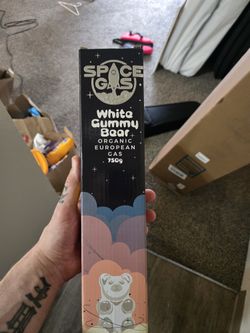 SPACE
GAS
White
Gummy
Bear
ORGANIC
EUROPEAN
GAS
750g